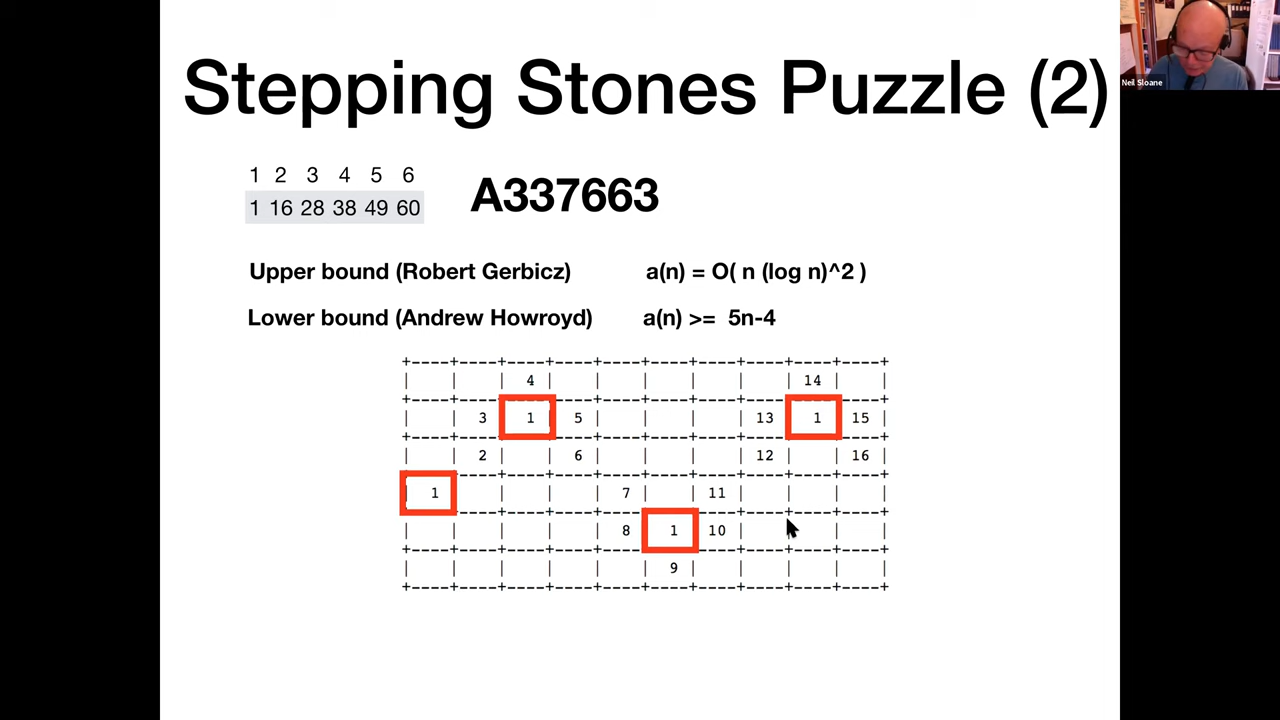 Stepping Stones Puzzle (2)
Neil Sloane
1 2 3 4 5 6
1 16 28 38 49 60
A337663
Upper bound (Robert Gerbicz) a(n) = O( n (log n)^2 )
Lower bound (Andrew Howroyd) a(n) >= 5n-4
+----+----+----+----+----+----+----+----+----+----+
| | | 4 | | | | | | 14 | |
+----+----+----+----+----+----+----+----+----+----+
| | 3 | 1 | 5 | | | | 13 | 1 | 15 |
+----+----+----+----+----+----+----+----+----+----+
| | 2 | | 6 | | | | 12 | | 16 |
+----+----+----+----+----+----+----+----+----+----+
| 1 | | | | 7 | | 11 | | | |
+----+----+----+----+----+----+----+----+----+----+
| | | | | 8 | 1 | 10 | | | |
+----+----+----+----+----+----+----+----+----+----+
| | | | | | 9 | | | | |
+----+----+----+----+----+----+----+----+----+----+